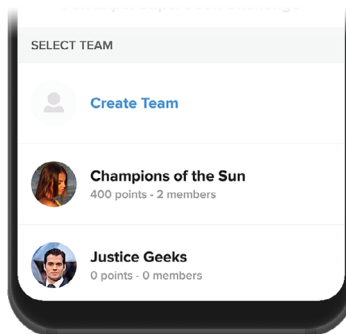 SELECT TEAM
Create Team
Champions of the Sun
400 points - 2 members
Justice Geeks
0 points - 0 members